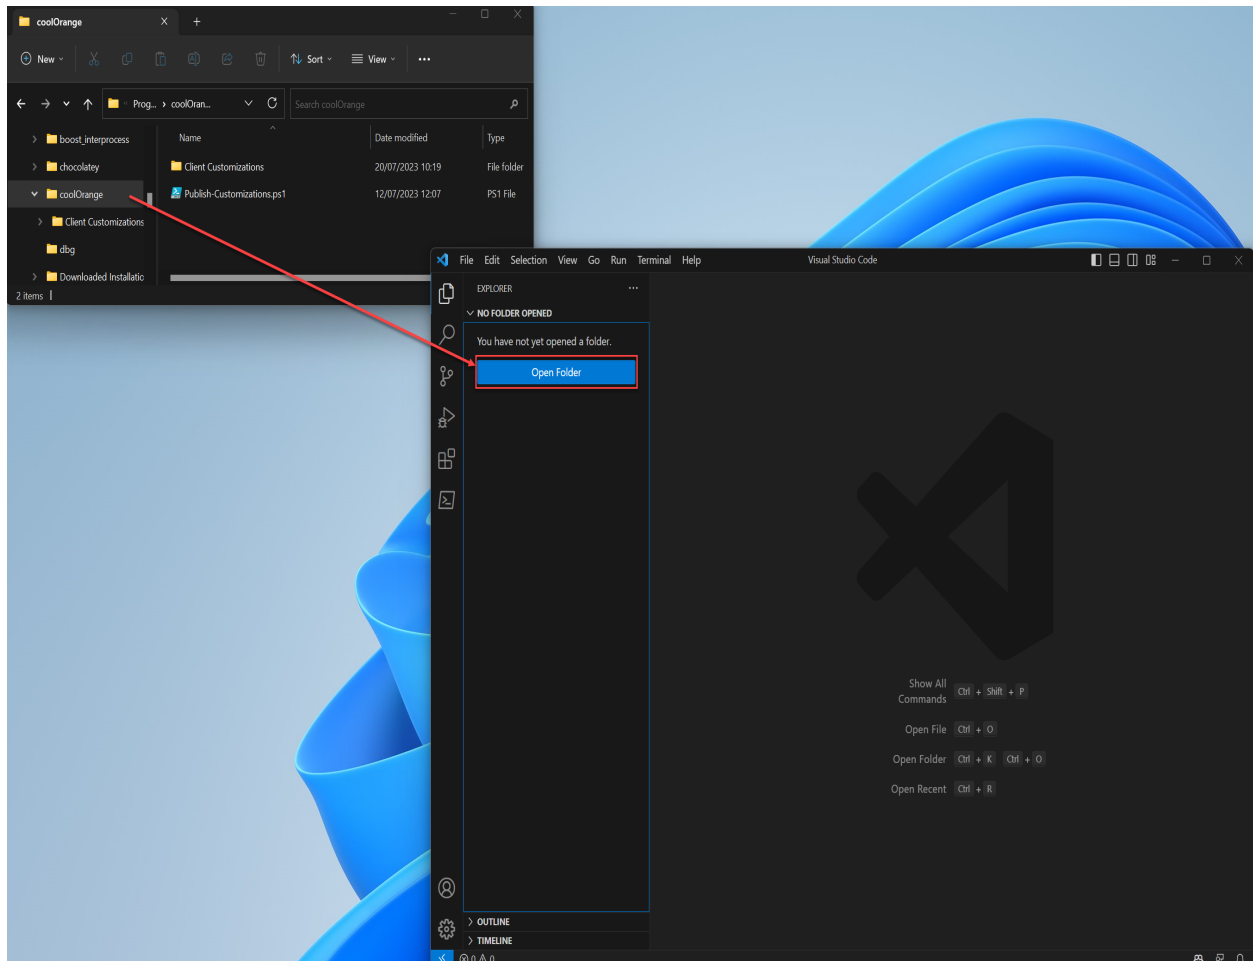 coolOrange
New
Sort
View
Prog... › coolOran...
Search coolOrange
boost_interprocess
chocolatey
coolOrange
Client Customizations
dbg
Downloaded Installatic
Name Date modified Type
Client Customizations 20/07/2023 10:19 File folder
Publish-Customizations.ps1 12/07/2023 12:07 PS1 File
2 items
File Edit Selection View Go Run Terminal Help
Visual Studio Code
EXPLORER
NO FOLDER OPENED
You have not yet opened a folder.
Open Folder
Show All Commands Ctrl + Shift + P
Open File Ctrl + O
Open Folder Ctrl + K Ctrl + O
Open Recent Ctrl + R
OUTLINE
TIMELINE
0 0